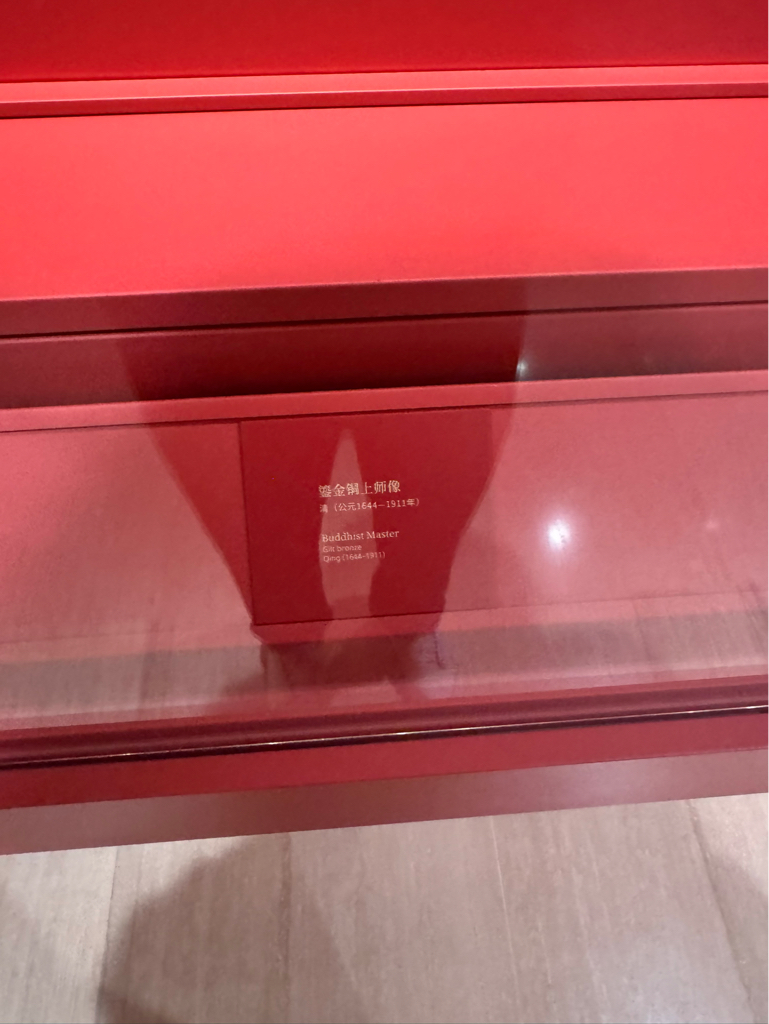 鎏金铜上师像
清（公元1644—1911年）
Buddhist Master
Gilt bronze
Qing (1644–1911)